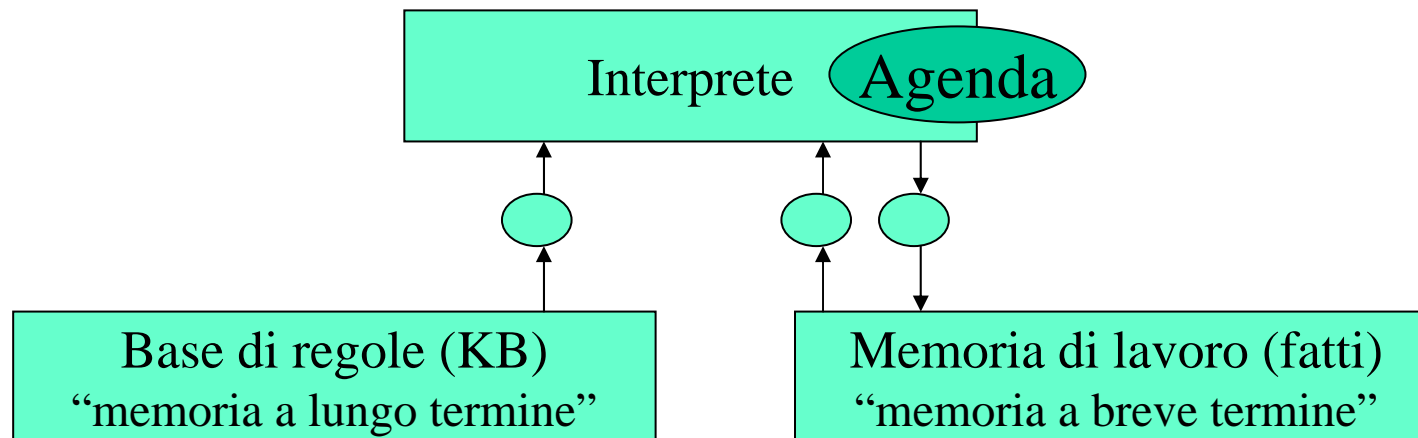 Interprete
Agenda
Base di regole (KB)
“memoria a lungo termine”
Memoria di lavoro (fatti)
“memoria a breve termine”